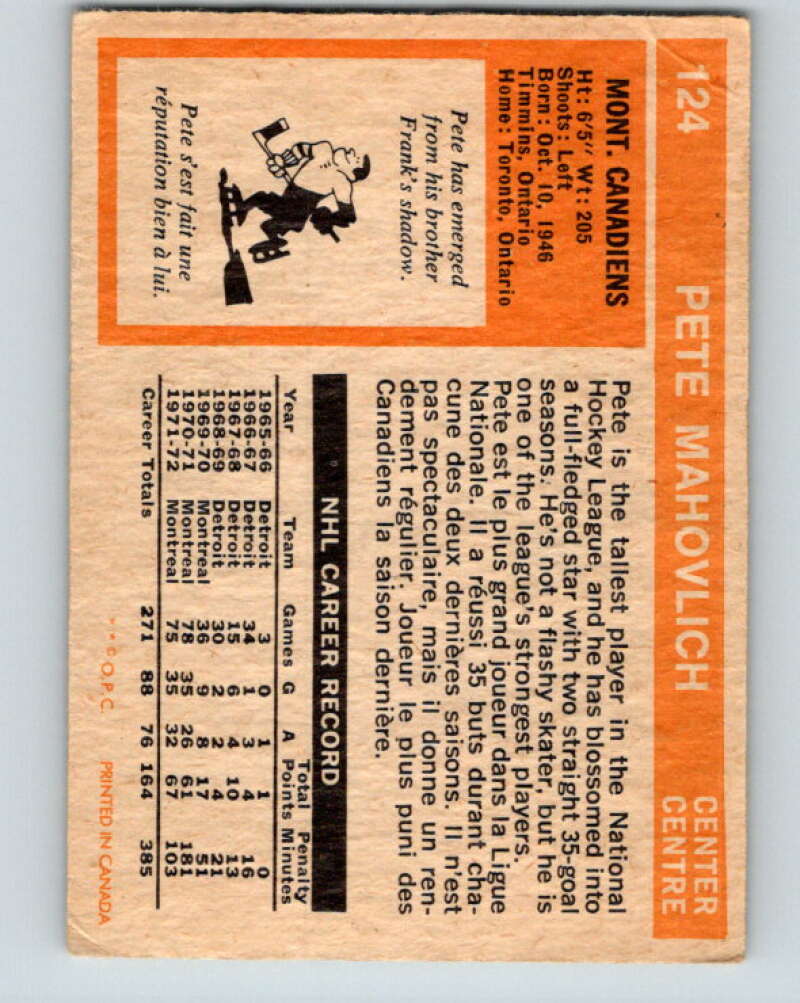 124 PETE MAHOVLICH CENTER
CENTRE
MONT. CANADIENS
Ht: 6'5" Wt: 205
Shoots: Left
Born: Oct. 10, 1946
Timmins, Ontario
Home: Toronto, Ontario
Pete has emerged
from his brother
Frank's shadow.
Pete s'est fait une
réputation bien à lui.
Pete is the tallest player in the National
Hockey League, and he has blossomed into
a full-fledged star with two straight 35-goal
seasons. He's not a flashy skater, but he is
one of the league's strongest players.
Pete est le plus grand joueur dans la Ligue
Nationale. Il a réussi 35 buts durant cha-
cune des deux dernières saisons. Il n'est
pas spectaculaire, mais il donne un ren-
dement régulier. Joueur le plus puni des
Canadiens la saison dernière.
NHL CAREER RECORD
Total Penalty
Year Team Games G A Points Minutes
1965-66 Detroit 3 0 1 1 0
1966-67 Detroit 34 1 3 4 16
1967-68 Detroit 15 6 4 10 13
1968-69 Detroit 30 2 2 4 21
1969-70 Montreal 36 9 8 17 51
1970-71 Montreal 78 35 26 61 181
1971-72 Montreal 75 35 32 67 103
Career Totals 271 88 76 164 385
* * © O.P.C. PRINTED IN CANADA